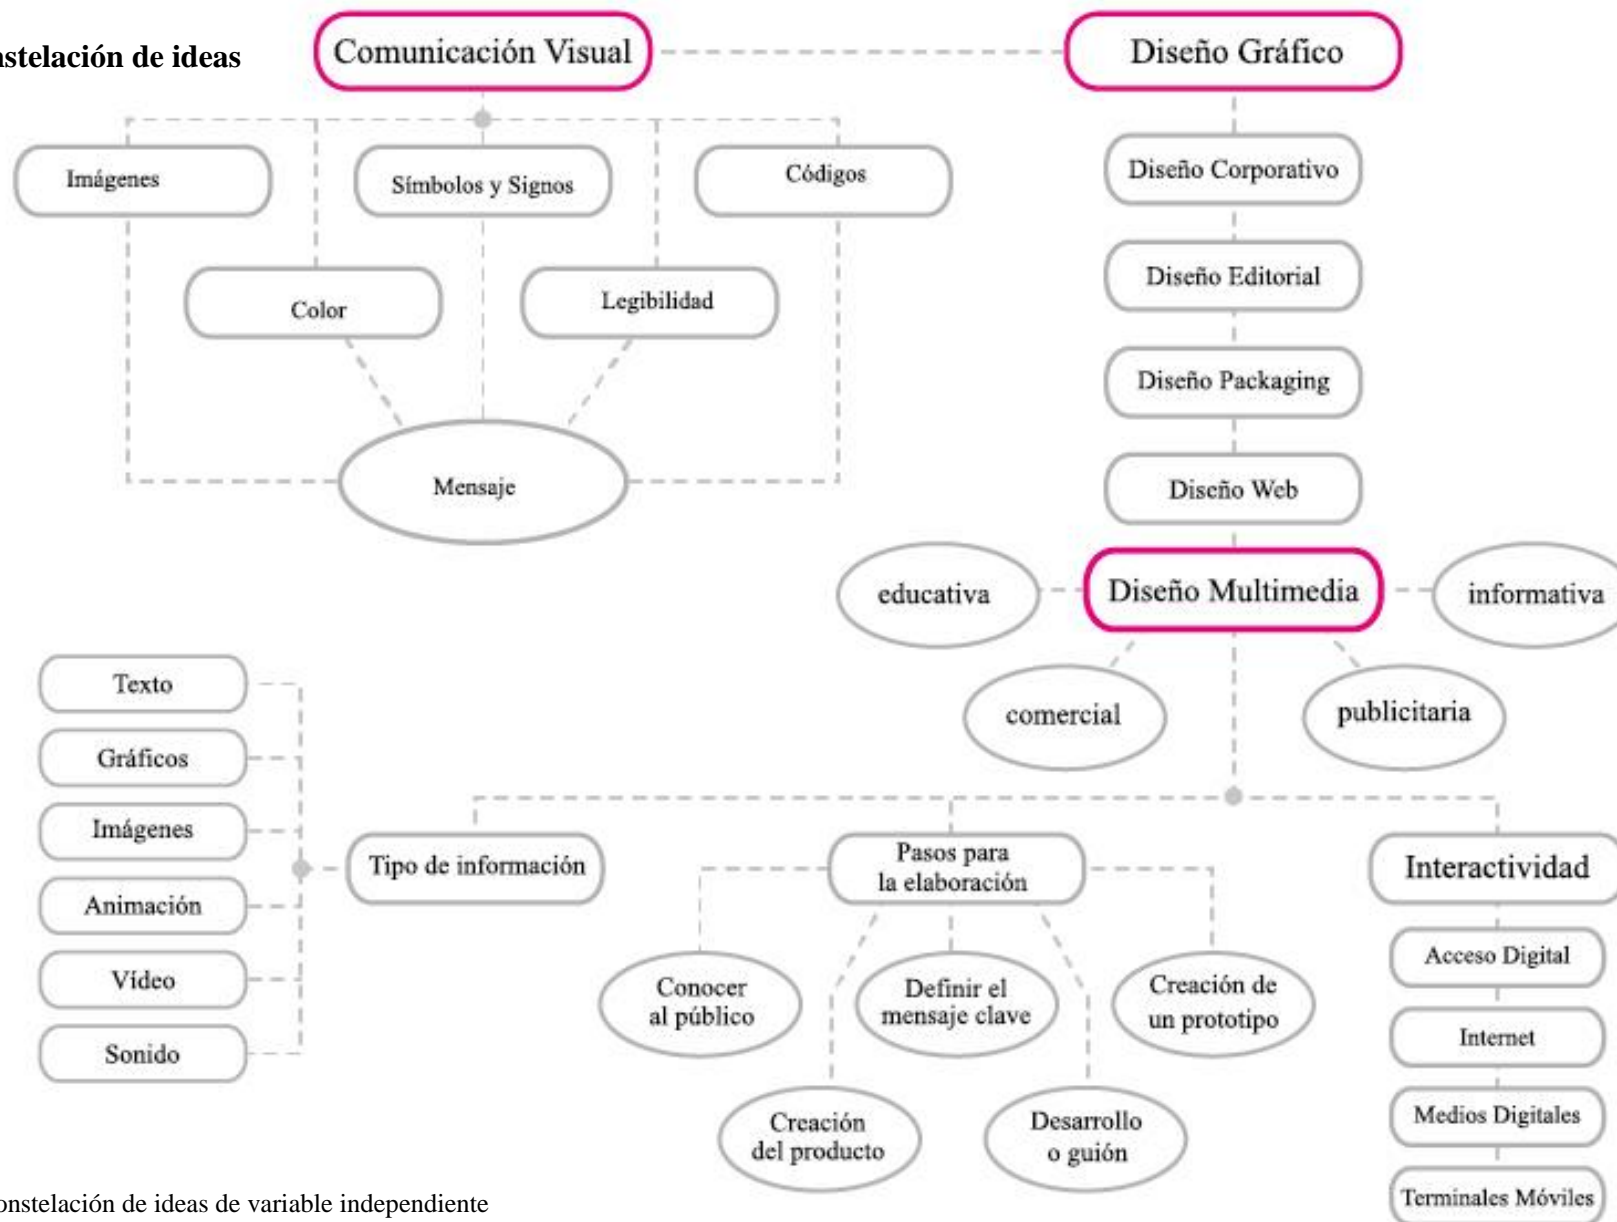 nstelación de ideas
Comunicación Visual
Diseño Gráfico
Imágenes
Símbolos y Signos
Códigos
Color
Legibilidad
Mensaje
Diseño Corporativo
Diseño Editorial
Diseño Packaging
Diseño Web
Diseño Multimedia
educativa
informativa
comercial
publicitaria
Texto
Gráficos
Imágenes
Animación
Vídeo
Sonido
Tipo de información
Pasos para
la elaboración
Conocer
al público
Definir el
mensaje clave
Creación de
un prototipo
Creación
del producto
Desarrollo
o guión
Interactividad
Acceso Digital
Internet
Medios Digitales
Terminales Móviles
onstelación de ideas de variable independiente